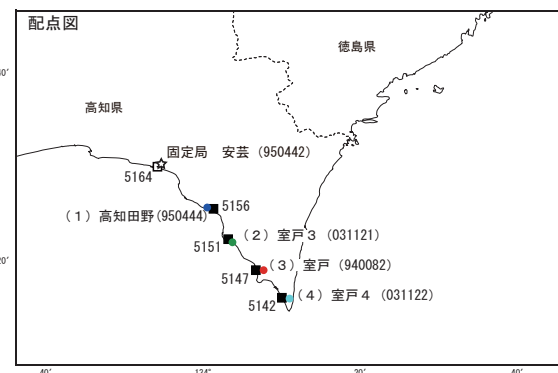 配点図
徳島県
40′
高知県
固定局 安芸 (950442)
5164
5156
(1) 高知田野(950444)
(2) 室戸3 (031121)
5151
20′
(3) 室戸 (940082)
5147
(4) 室戸4 (031122)
5142
40′ 134° 20′ 40′